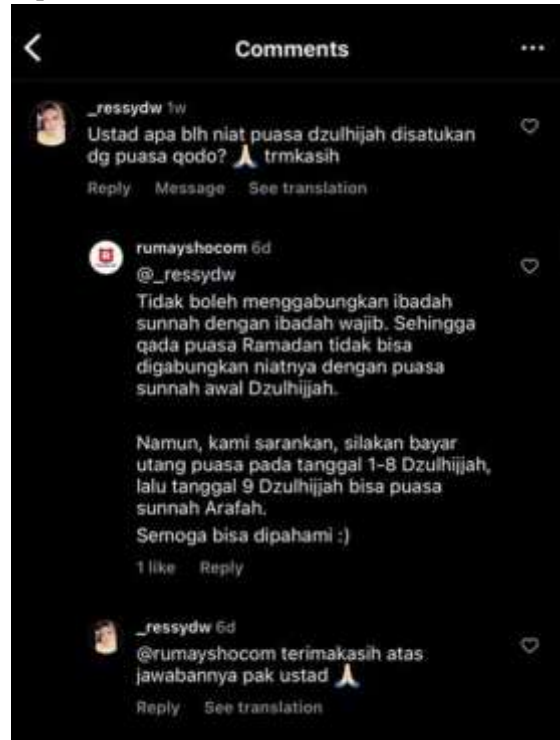 Comments
_ressydw 1w
Ustad apa blh niat puasa dzulhijah disatukan
dg puasa qodo? 🙏🏻 trmkasih
Reply Message See translation
rumayshocom 6d
@_ressydw
Tidak boleh menggabungkan ibadah
sunnah dengan ibadah wajib. Sehingga
qada puasa Ramadan tidak bisa
digabungkan niatnya dengan puasa
sunnah awal Dzulhijjah.
Namun, kami sarankan, silakan bayar
utang puasa pada tanggal 1-8 Dzulhijjah,
lalu tanggal 9 Dzulhijjah bisa puasa
sunnah Arafah.
Semoga bisa dipahami :)
1 like Reply
_ressydw 6d
@rumayshocom terimakasih atas
jawabannya pak ustad 🙏🏻
Reply See translation